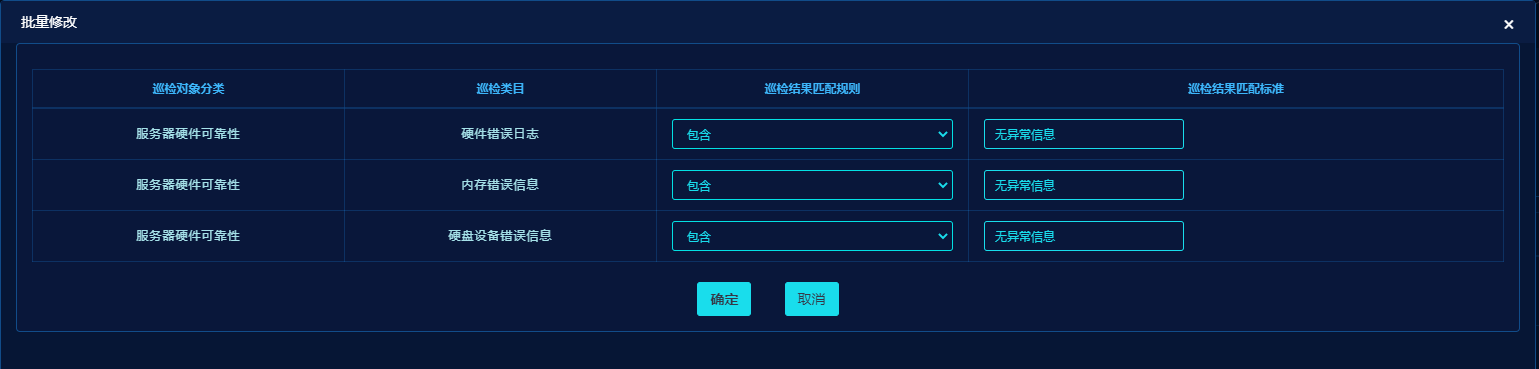 批量修改
×
巡检对象分类 巡检类目 巡检结果匹配规则 巡检结果匹配标准
服务器硬件可靠性 硬件错误日志 包含 无异常信息
服务器硬件可靠性 内存错误信息 包含 无异常信息
服务器硬件可靠性 硬盘设备错误信息 包含 无异常信息
确定 取消